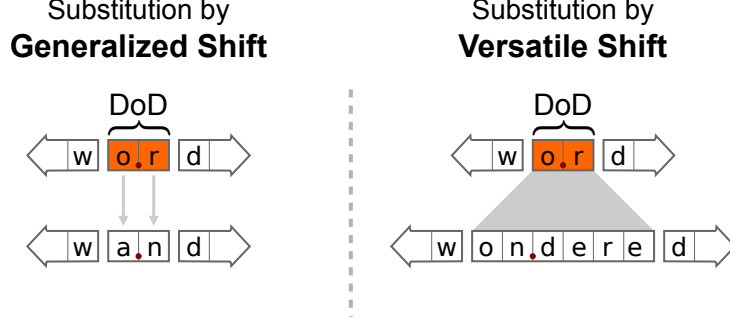 Substitution by
Generalized Shift
DoD
w o.r d
w a.n d
Substitution by
Versatile Shift
DoD
w o.r d
w o n.d e r e d